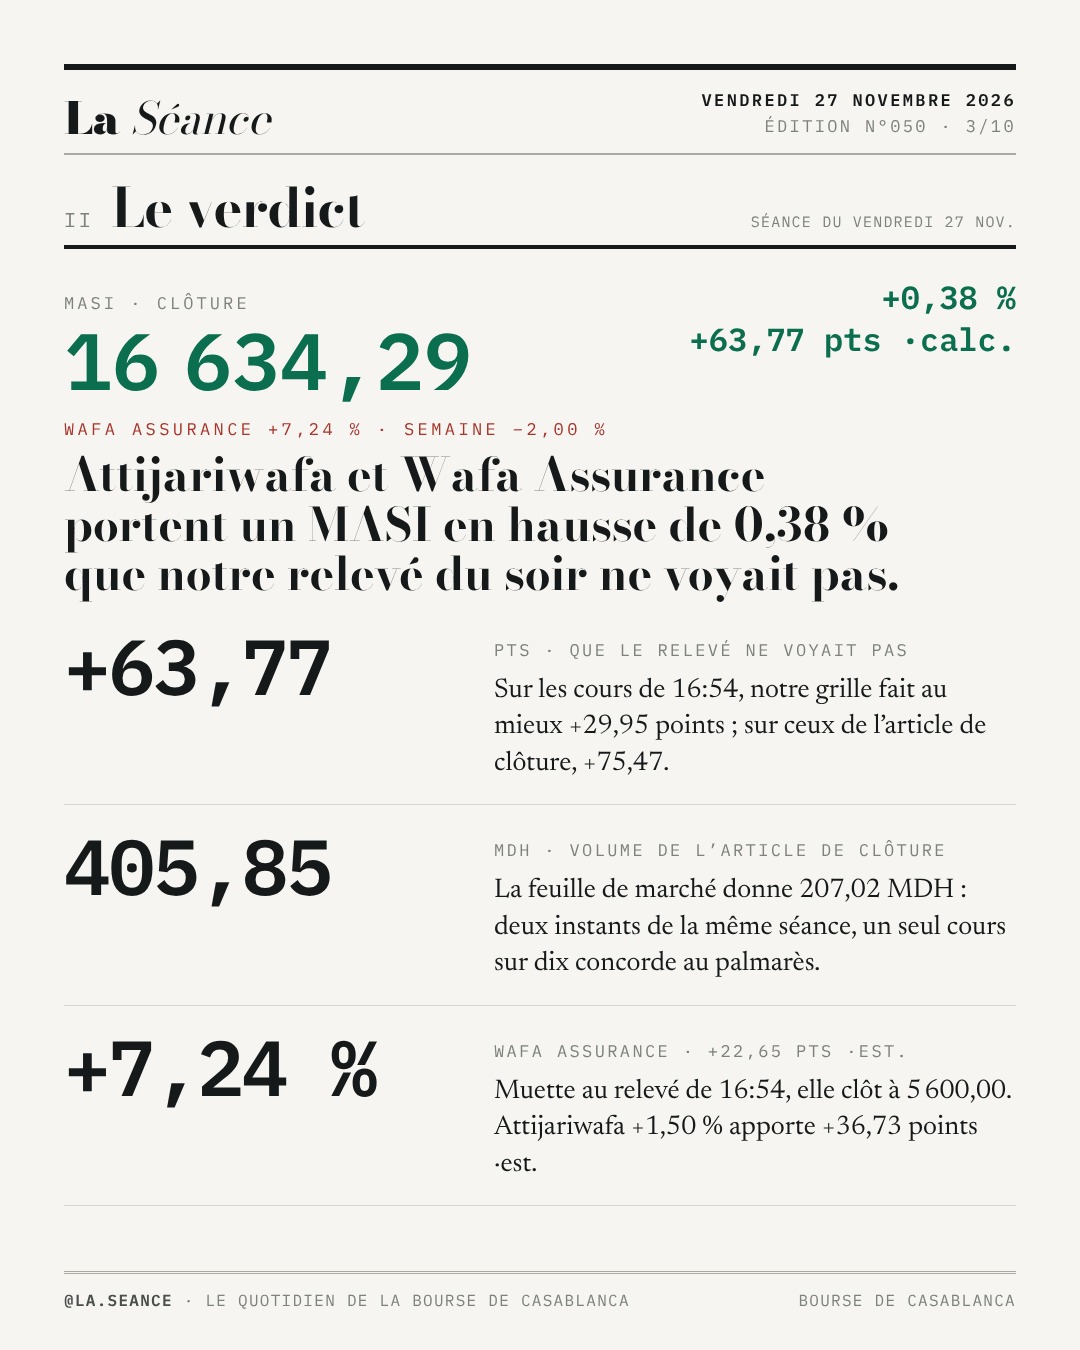 La Séance
VENDREDI 27 NOVEMBRE 2026
ÉDITION N°050 · 3/10
II Le verdict
SÉANCE DU VENDREDI 27 NOV.
MASI · CLÔTURE
16 634,29
+0,38 %
+63,77 pts ·calc.
WAFA ASSURANCE +7,24 % · SEMAINE −2,00 %
Attijariwafa et Wafa Assurance
portent un MASI en hausse de 0,38 %
que notre relevé du soir ne voyait pas.
+63,77
PTS · QUE LE RELEVÉ NE VOYAIT PAS
Sur les cours de 16:54, notre grille fait au
mieux +29,95 points ; sur ceux de l’article de
clôture, +75,47.
405,85
MDH · VOLUME DE L’ARTICLE DE CLÔTURE
La feuille de marché donne 207,02 MDH :
deux instants de la même séance, un seul cours
sur dix concorde au palmarès.
+7,24 %
WAFA ASSURANCE · +22,65 PTS ·EST.
Muette au relevé de 16:54, elle clôt à 5 600,00.
Attijariwafa +1,50 % apporte +36,73 points
·est.
@LA.SEANCE · LE QUOTIDIEN DE LA BOURSE DE CASABLANCA
BOURSE DE CASABLANCA